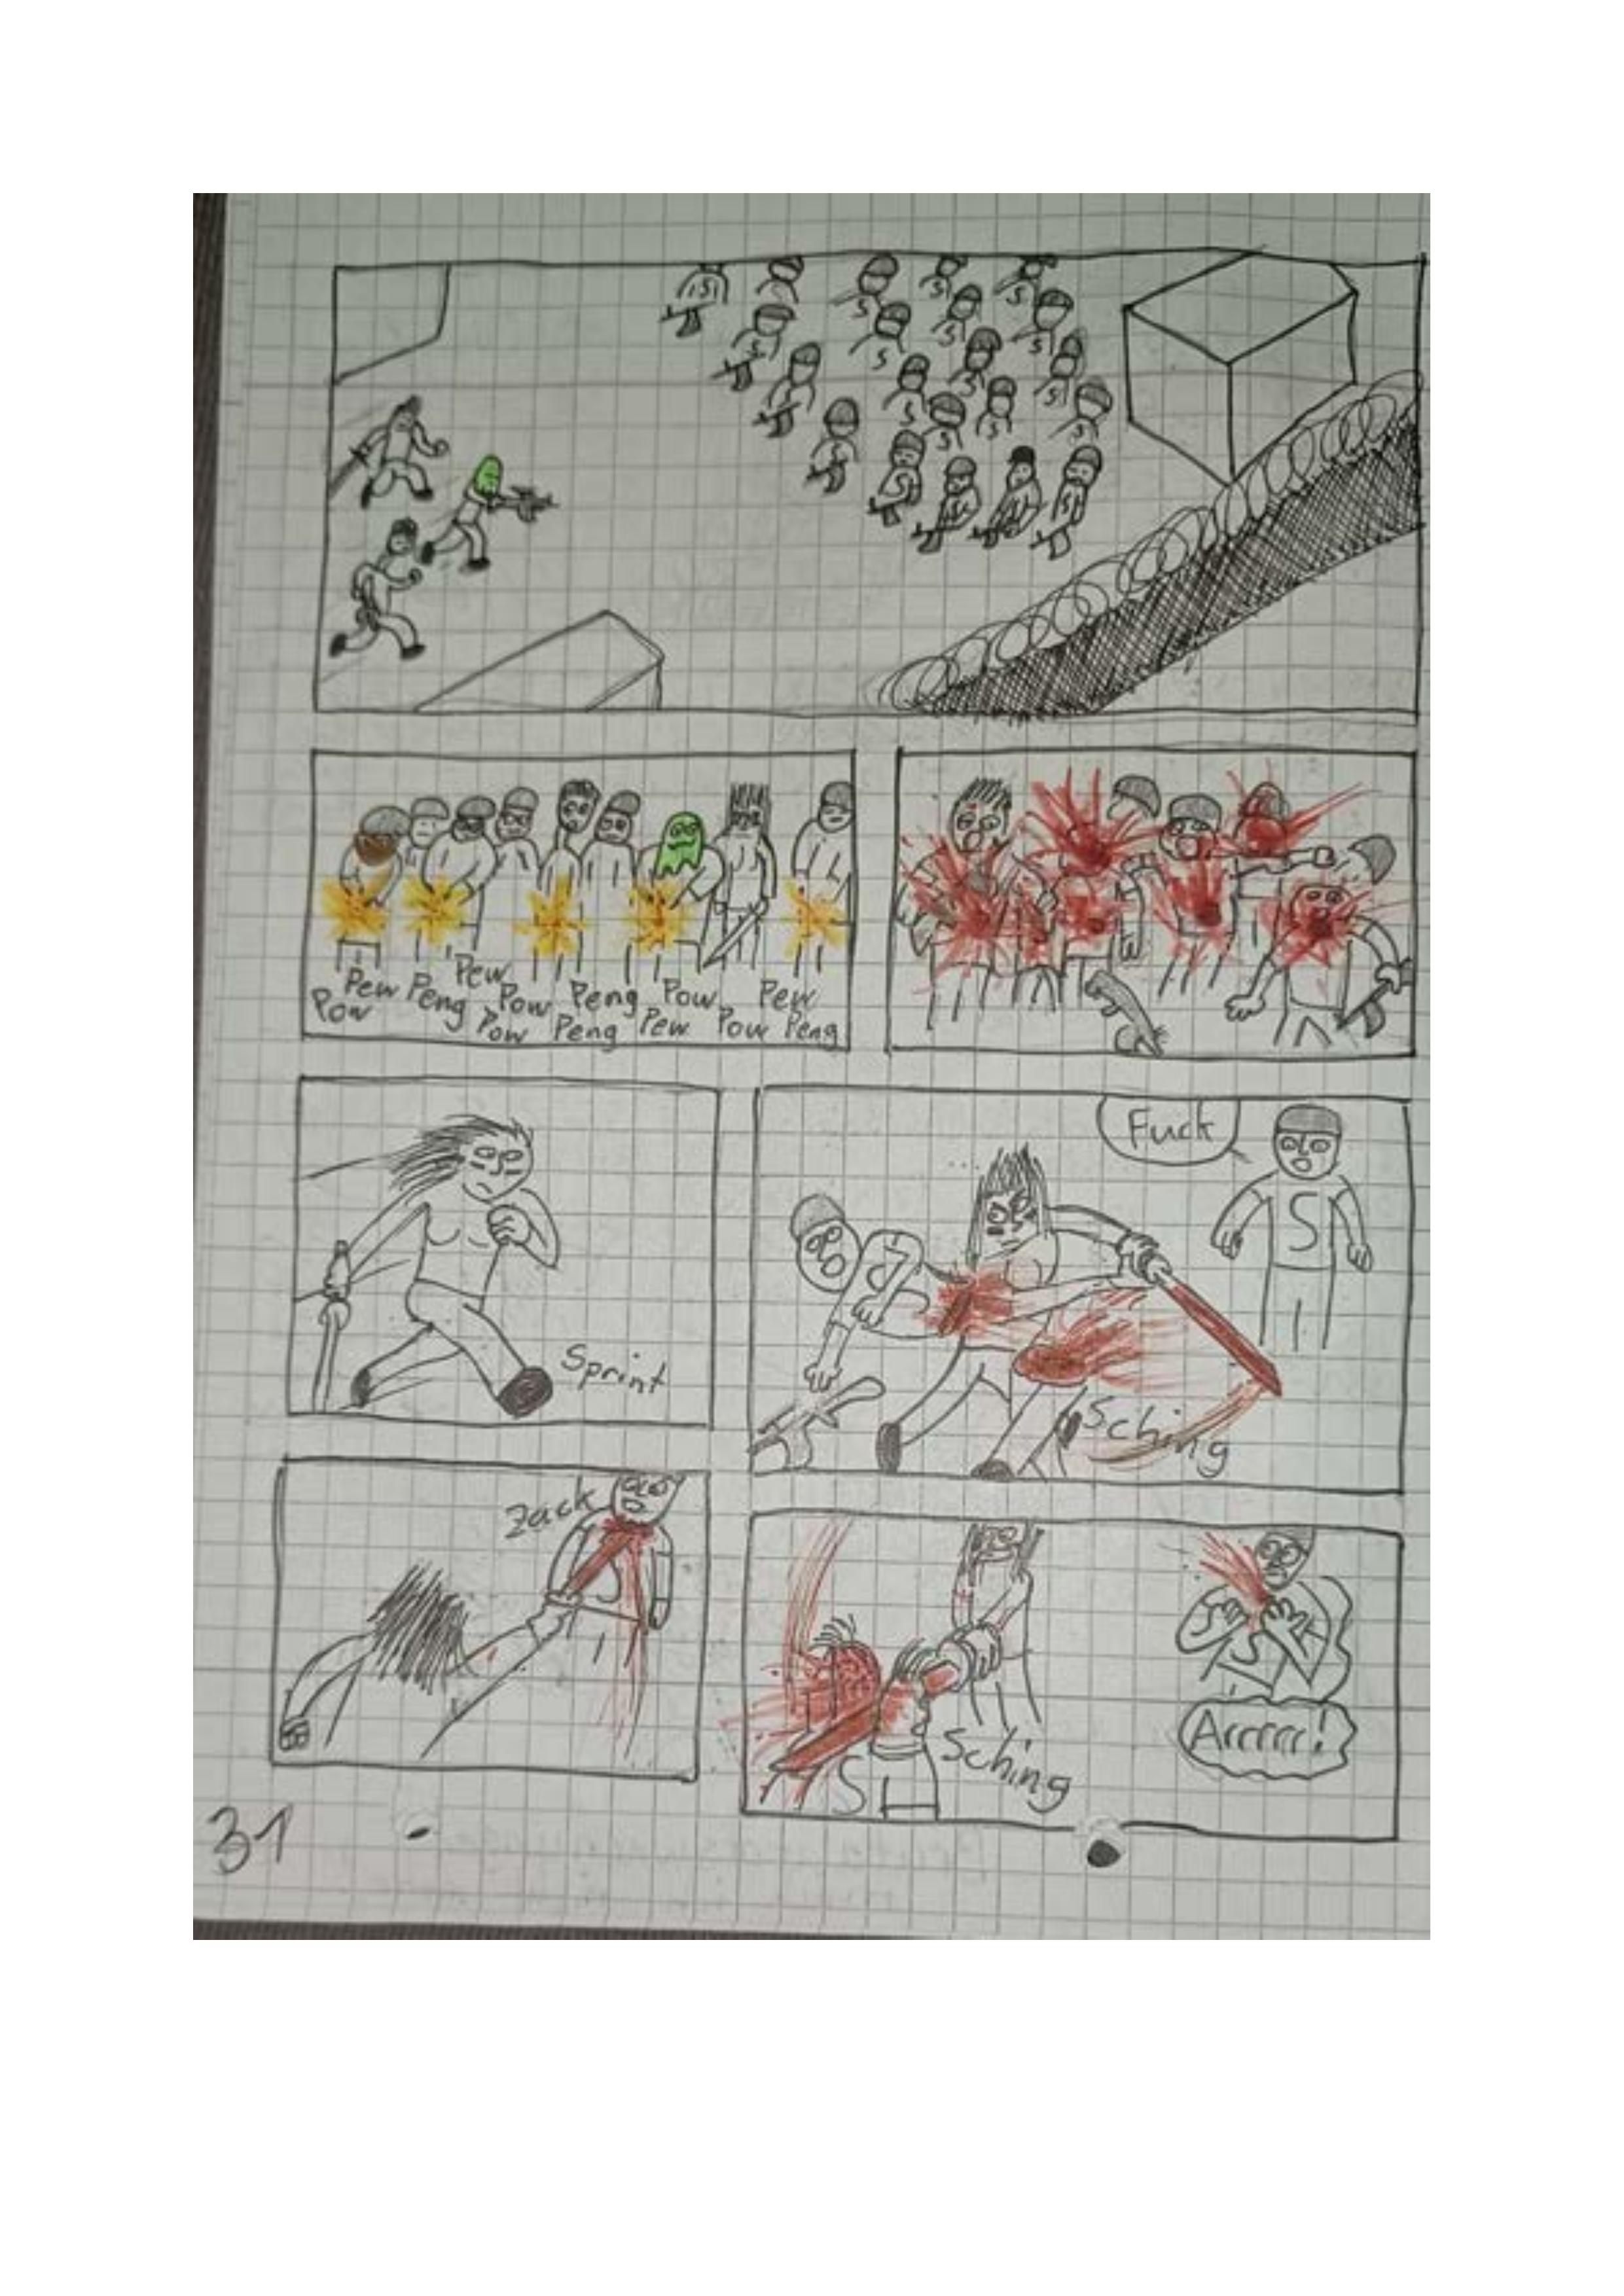 S S S S S
S S S S
S S S
S S S S
S S S S
Pew Peng Pew Pow Peng Pow Pew
Pow Pow Peng Pew Pow Peng
Sprint
Fuck
S
Sching
Zack
S
Sching
Arrrrrr!
31